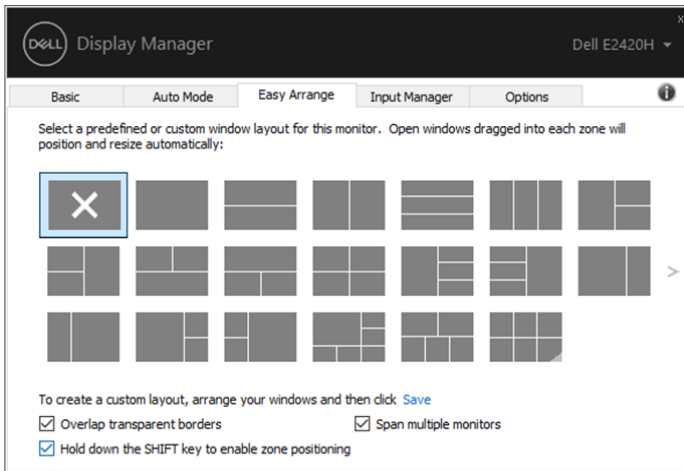 x
DELL Display Manager Dell E2420H
Basic Auto Mode Easy Arrange Input Manager Options i
Select a predefined or custom window layout for this monitor. Open windows dragged into each zone will
position and resize automatically:
>
To create a custom layout, arrange your windows and then click Save
Overlap transparent borders Span multiple monitors
Hold down the SHIFT key to enable zone positioning